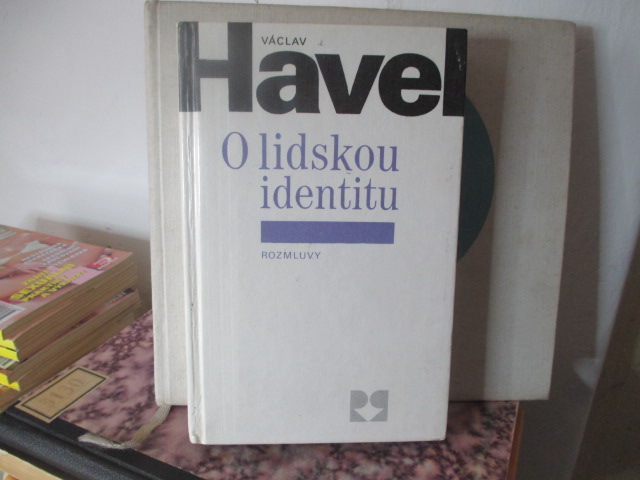 VÁCLAV
Havel
O lidskou
identitu
ROZMLUVY